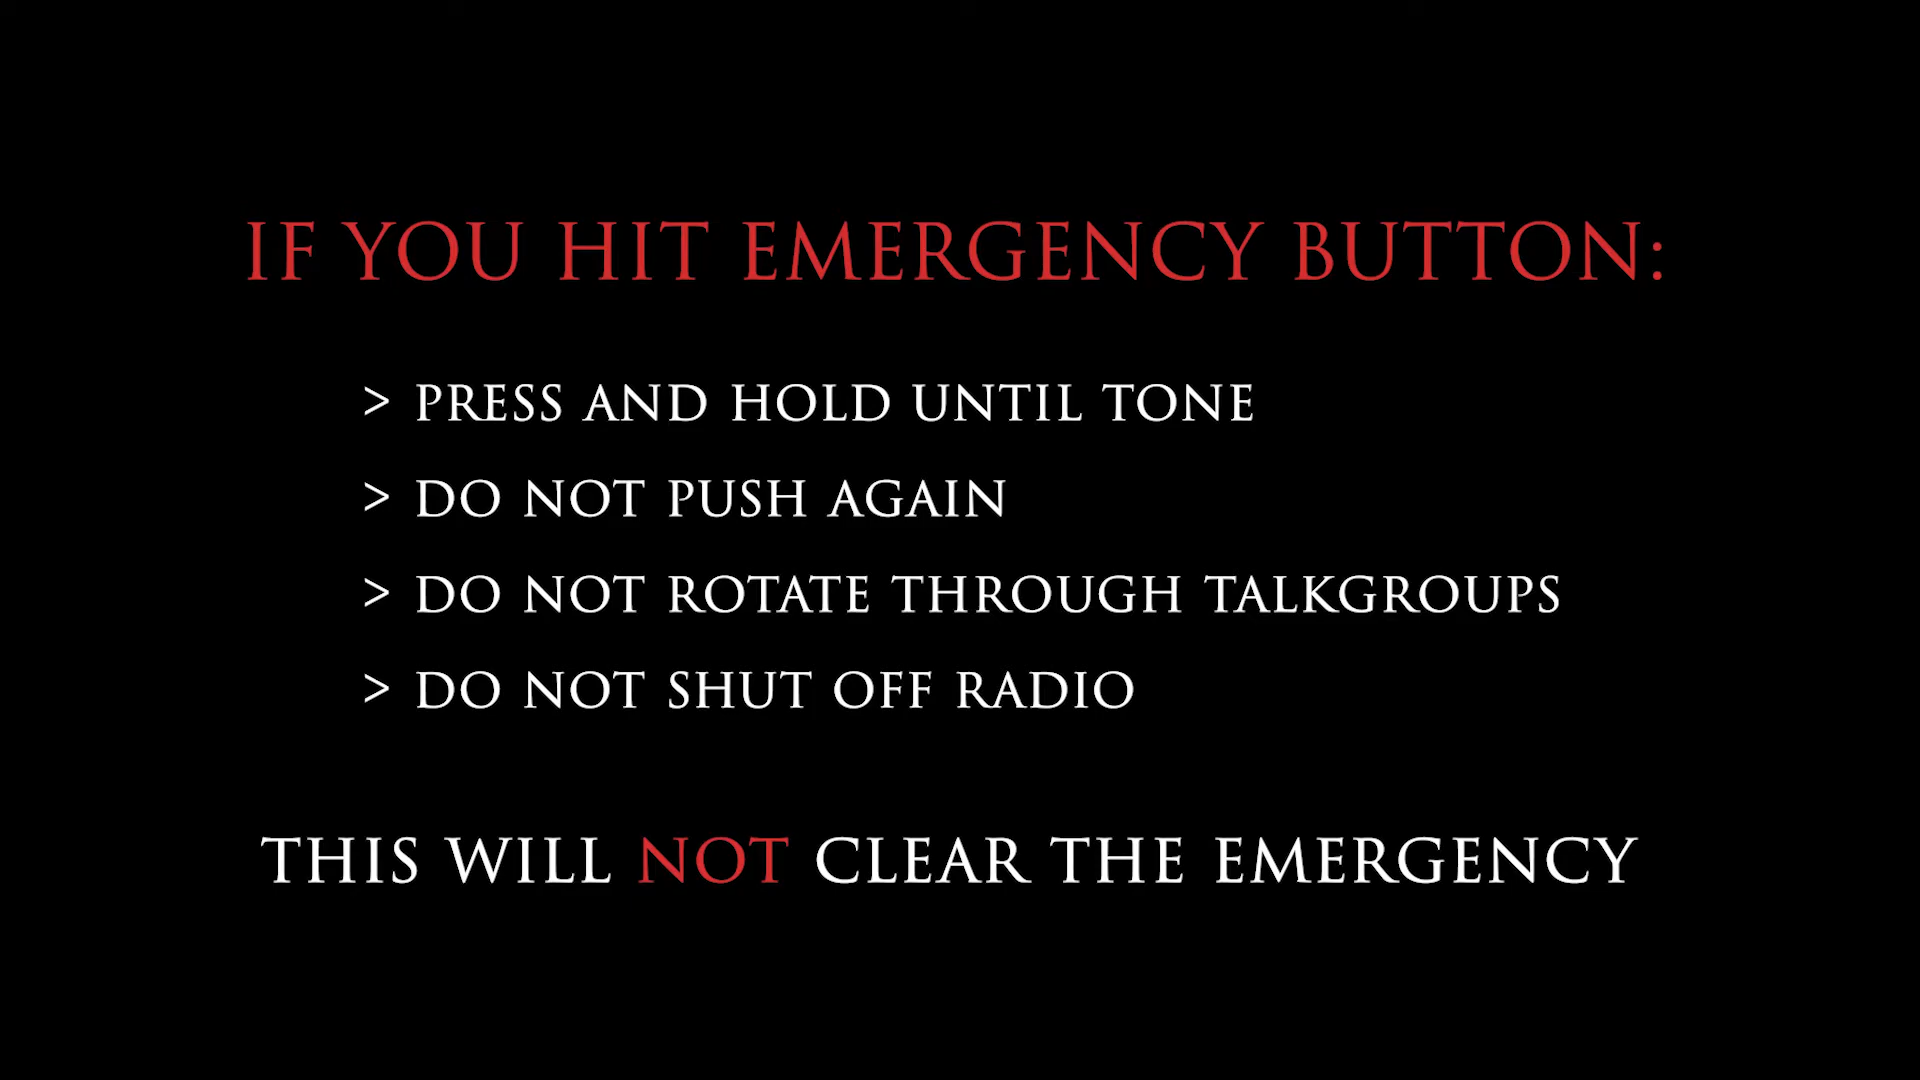 IF YOU HIT EMERGENCY BUTTON:
> PRESS AND HOLD UNTIL TONE
> DO NOT PUSH AGAIN
> DO NOT ROTATE THROUGH TALKGROUPS
> DO NOT SHUT OFF RADIO
THIS WILL NOT CLEAR THE EMERGENCY